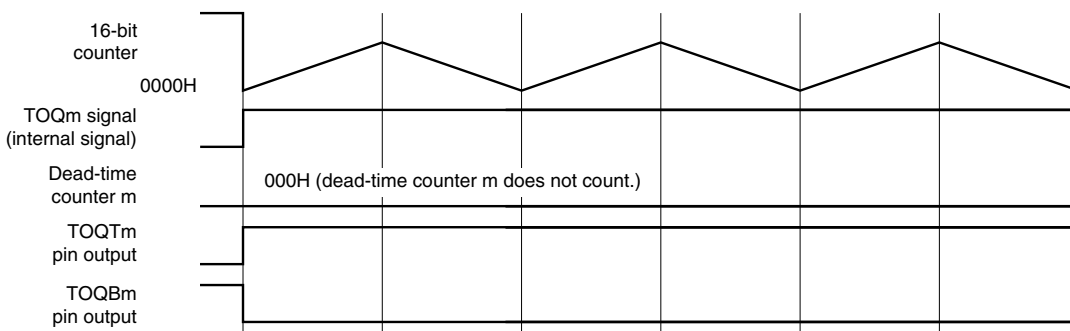 16-bit
counter
0000H
TOQm signal
(internal signal)
Dead-time
counter m
000H (dead-time counter m does not count.)
TOQTm
pin output
TOQBm
pin output